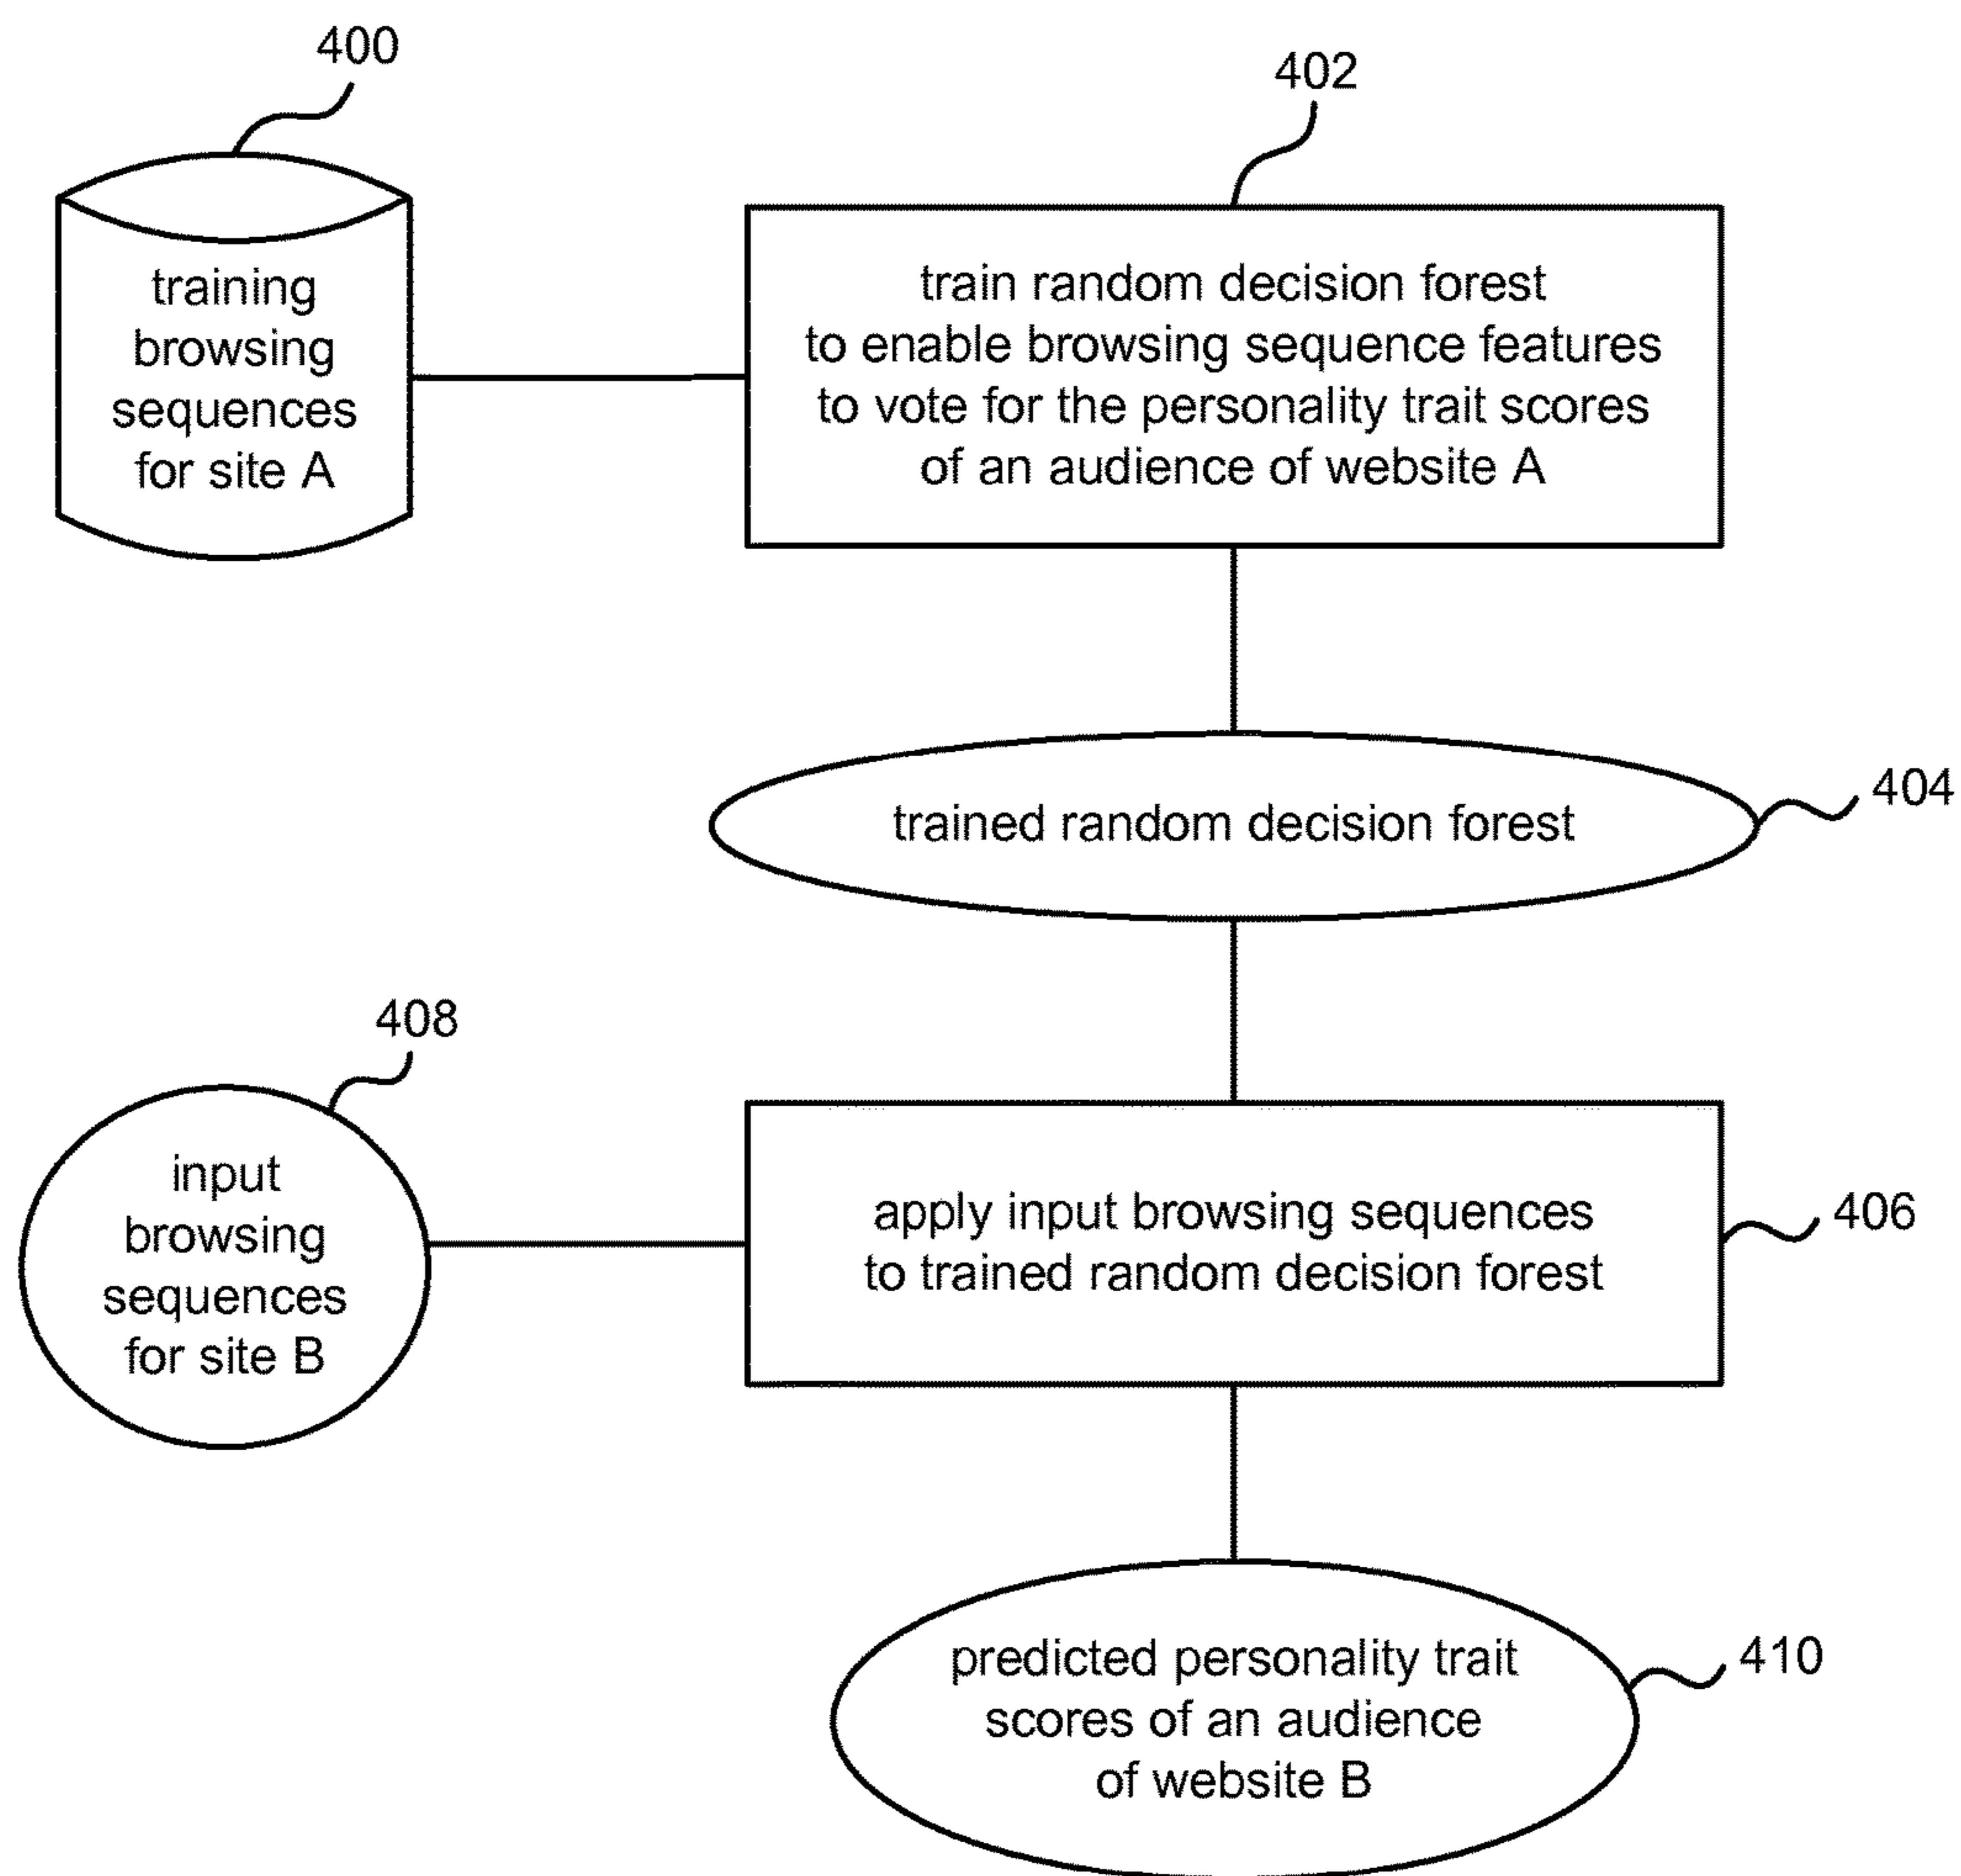 400
402
training
browsing
sequences
for site A
train random decision forest
to enable browsing sequence features
to vote for the personality trait scores
of an audience of website A
trained random decision forest
404
408
input
browsing
sequences
for site B
apply input browsing sequences
to trained random decision forest
406
predicted personality trait
scores of an audience
of website B
410